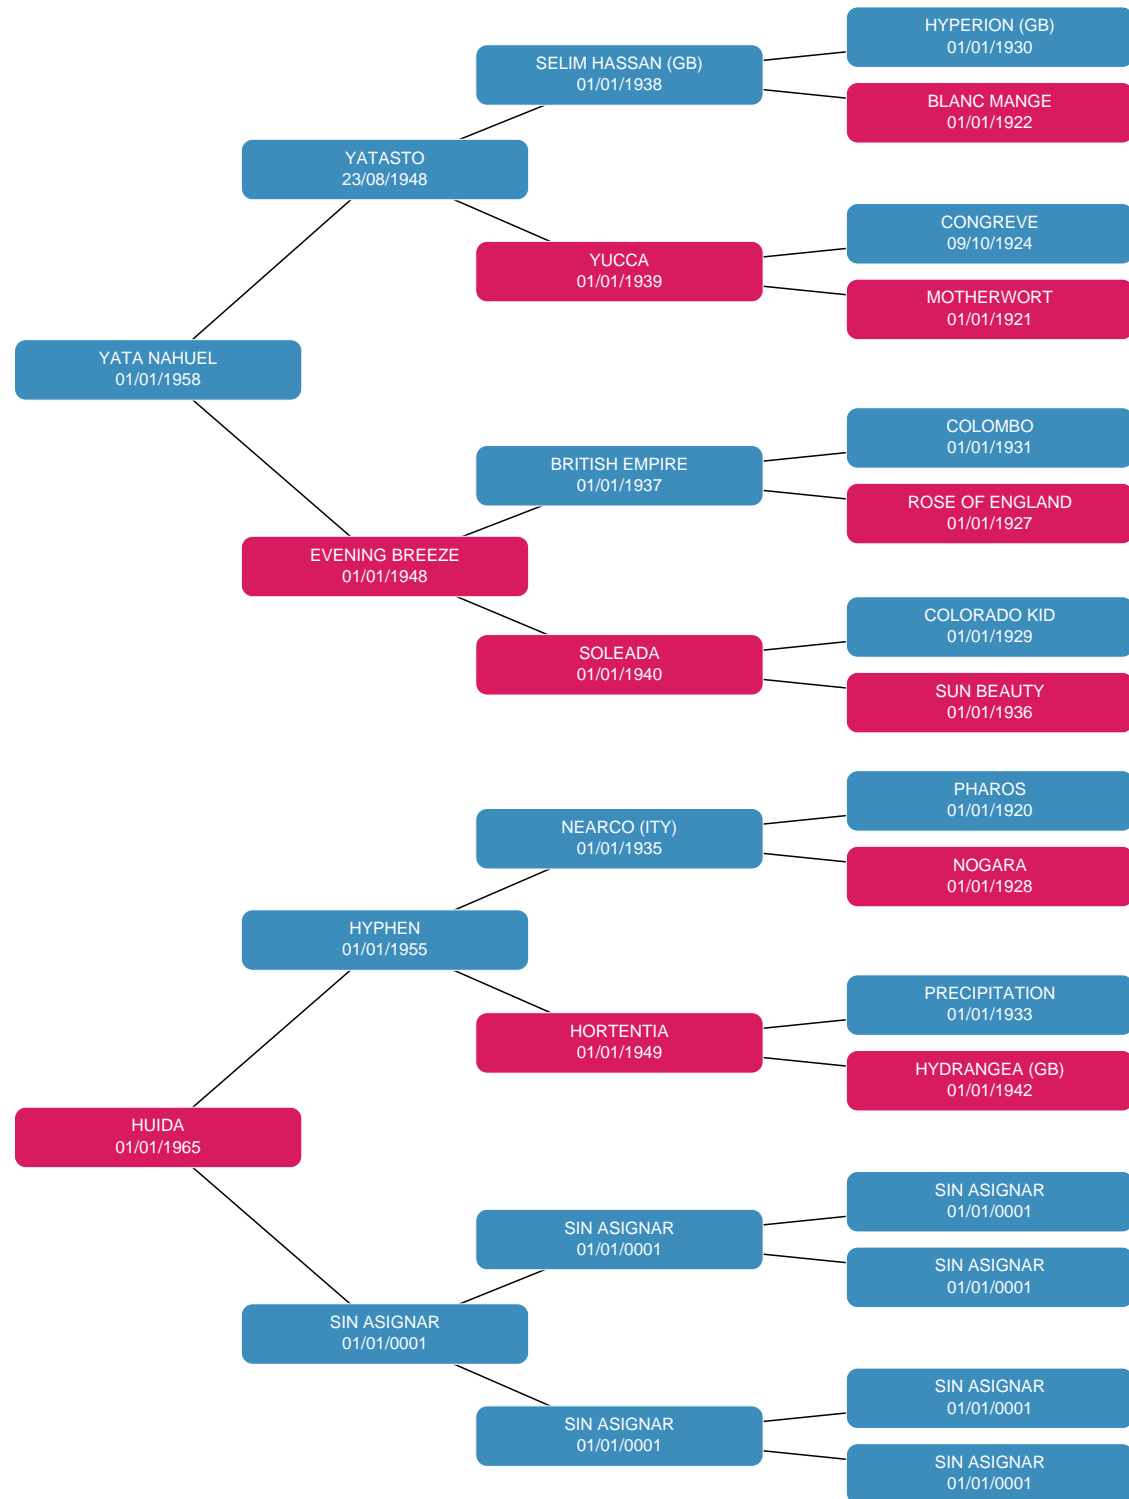 HYPERION (GB)
01/01/1930
SELIM HASSAN (GB)
01/01/1938
BLANC MANGE
01/01/1922
YATASTO
23/08/1948
CONGREVE
09/10/1924
YUCCA
01/01/1939
MOTHERWORT
01/01/1921
YATA NAHUEL
01/01/1958
COLOMBO
01/01/1931
BRITISH EMPIRE
01/01/1937
ROSE OF ENGLAND
01/01/1927
EVENING BREEZE
01/01/1948
COLORADO KID
01/01/1929
SOLEADA
01/01/1940
SUN BEAUTY
01/01/1936
PHAROS
01/01/1920
NEARCO (ITY)
01/01/1935
NOGARA
01/01/1928
HYPHEN
01/01/1955
PRECIPITATION
01/01/1933
HORTENTIA
01/01/1949
HYDRANGEA (GB)
01/01/1942
HUIDA
01/01/1965
SIN ASIGNAR
01/01/0001
SIN ASIGNAR
01/01/0001
SIN ASIGNAR
01/01/0001
SIN ASIGNAR
01/01/0001
SIN ASIGNAR
01/01/0001
SIN ASIGNAR
01/01/0001
SIN ASIGNAR
01/01/0001